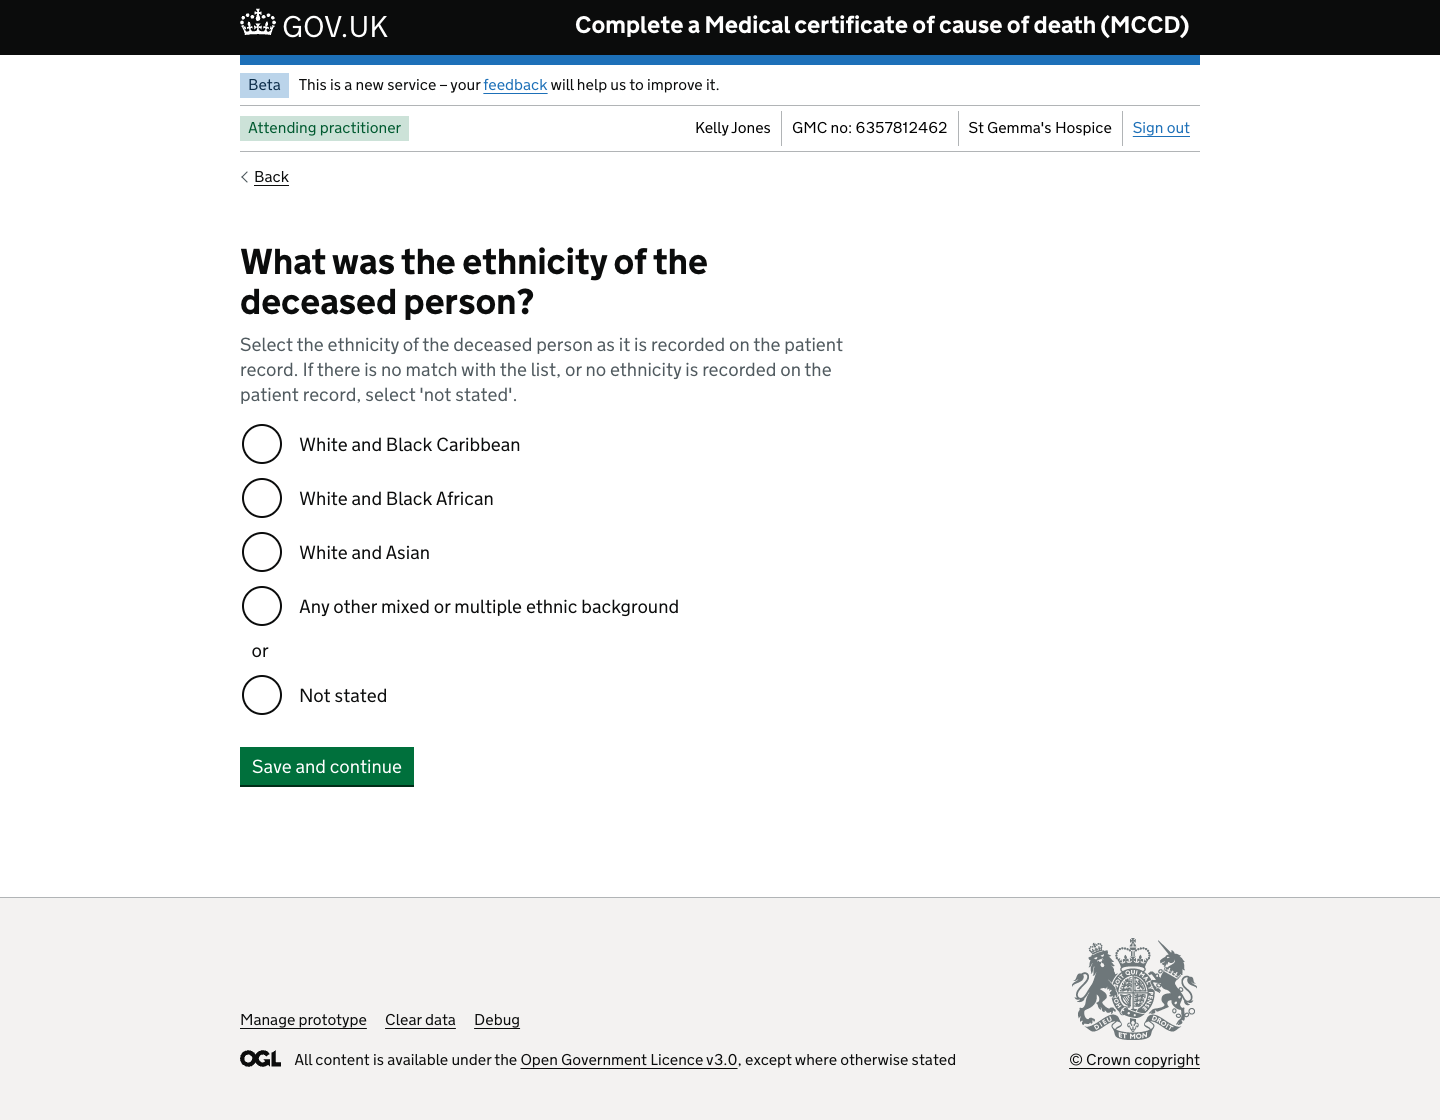 GOV.UK
Complete a Medical certificate of cause of death (MCCD)
Beta This is a new service – your feedback will help us to improve it.
Attending practitioner
Kelly Jones GMC no: 6357812462 St Gemma's Hospice Sign out
Back
What was the ethnicity of the
deceased person?
Select the ethnicity of the deceased person as it is recorded on the patient
record. If there is no match with the list, or no ethnicity is recorded on the
patient record, select 'not stated'.
White and Black Caribbean
White and Black African
White and Asian
Any other mixed or multiple ethnic background
or
Not stated
Save and continue
Manage prototype Clear data Debug
OGL All content is available under the Open Government Licence v3.0, except where otherwise stated
DIEU ET MON DROIT
© Crown copyright